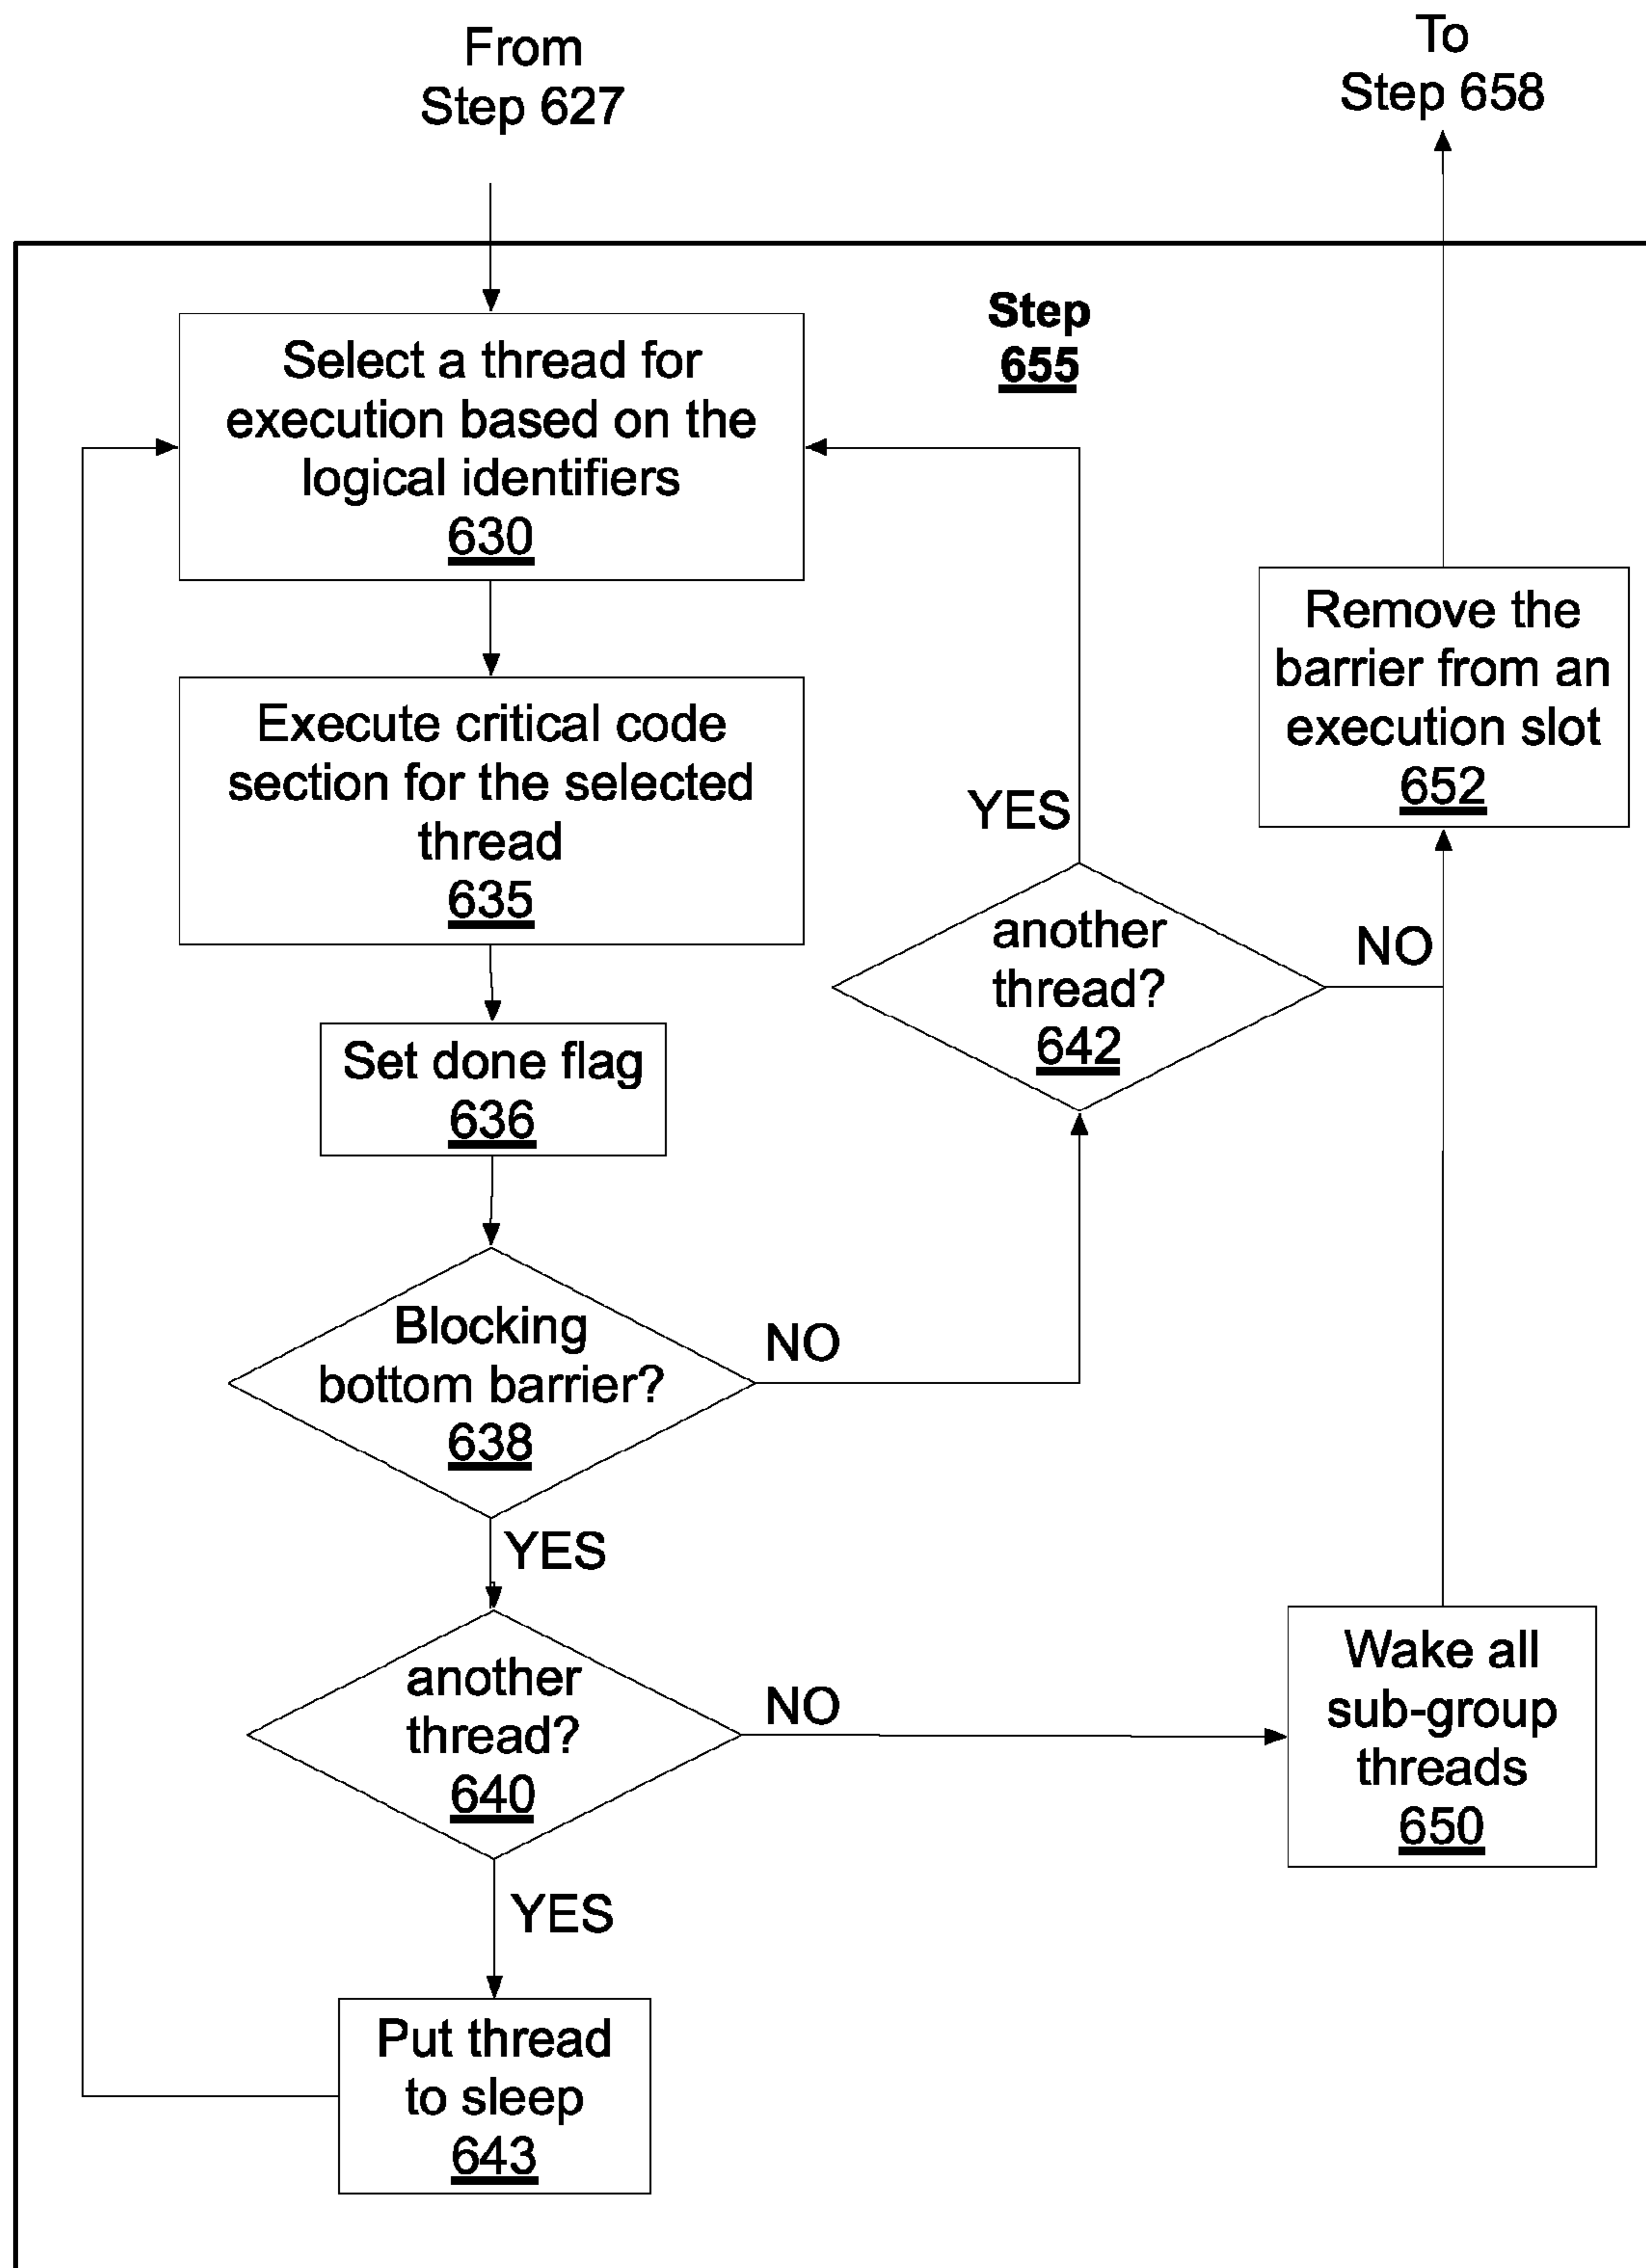 From
Step 627
To
Step 658
Step
655
Select a thread for
execution based on the
logical identifiers
630
Execute critical code
section for the selected
thread
635
Remove the
barrier from an
execution slot
652
YES
another
thread?
642
NO
Set done flag
636
Blocking
bottom barrier?
638
NO
YES
another
thread?
640
NO
Wake all
sub-group
threads
650
YES
Put thread
to sleep
643